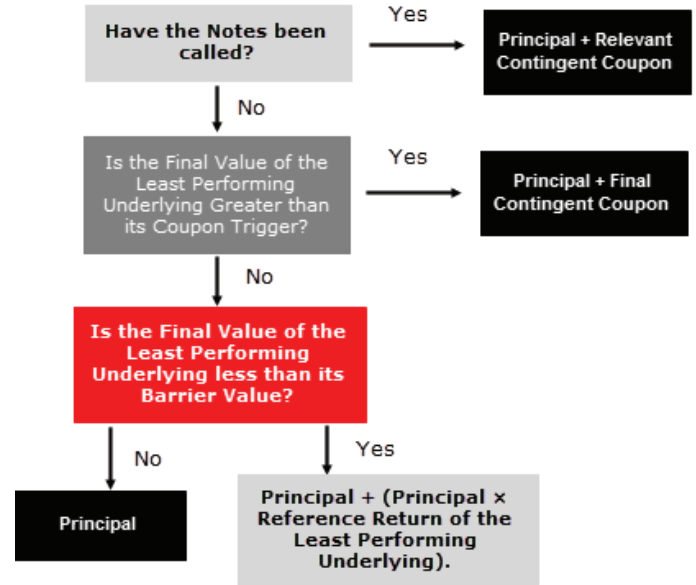 Have the Notes been
called?
Yes
Principal + Relevant
Contingent Coupon
No
Is the Final Value of the
Least Performing
Underlying Greater than
its Coupon Trigger?
Yes
Principal + Final
Contingent Coupon
No
Is the Final Value of the
Least Performing
Underlying less than its
Barrier Value?
No
Yes
Principal
Principal + (Principal ×
Reference Return of the
Least Performing
Underlying).